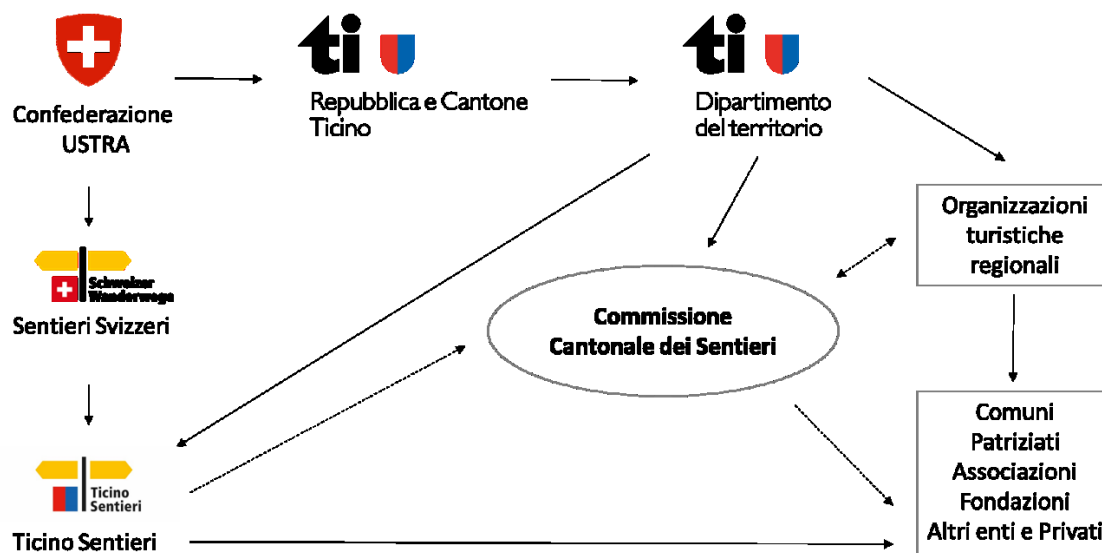 ti
ti
Confederazione
USTRA
Repubblica e Cantone
Ticino
Dipartimento
del territorio
Organizzazioni
turistiche
regionali
Schweizer
Wanderwege
Sentieri Svizzeri
Commissione
Cantonale dei Sentieri
Comuni
Patriziati
Associazioni
Fondazioni
Altri enti e Privati
Ticino
Sentieri
Ticino Sentieri